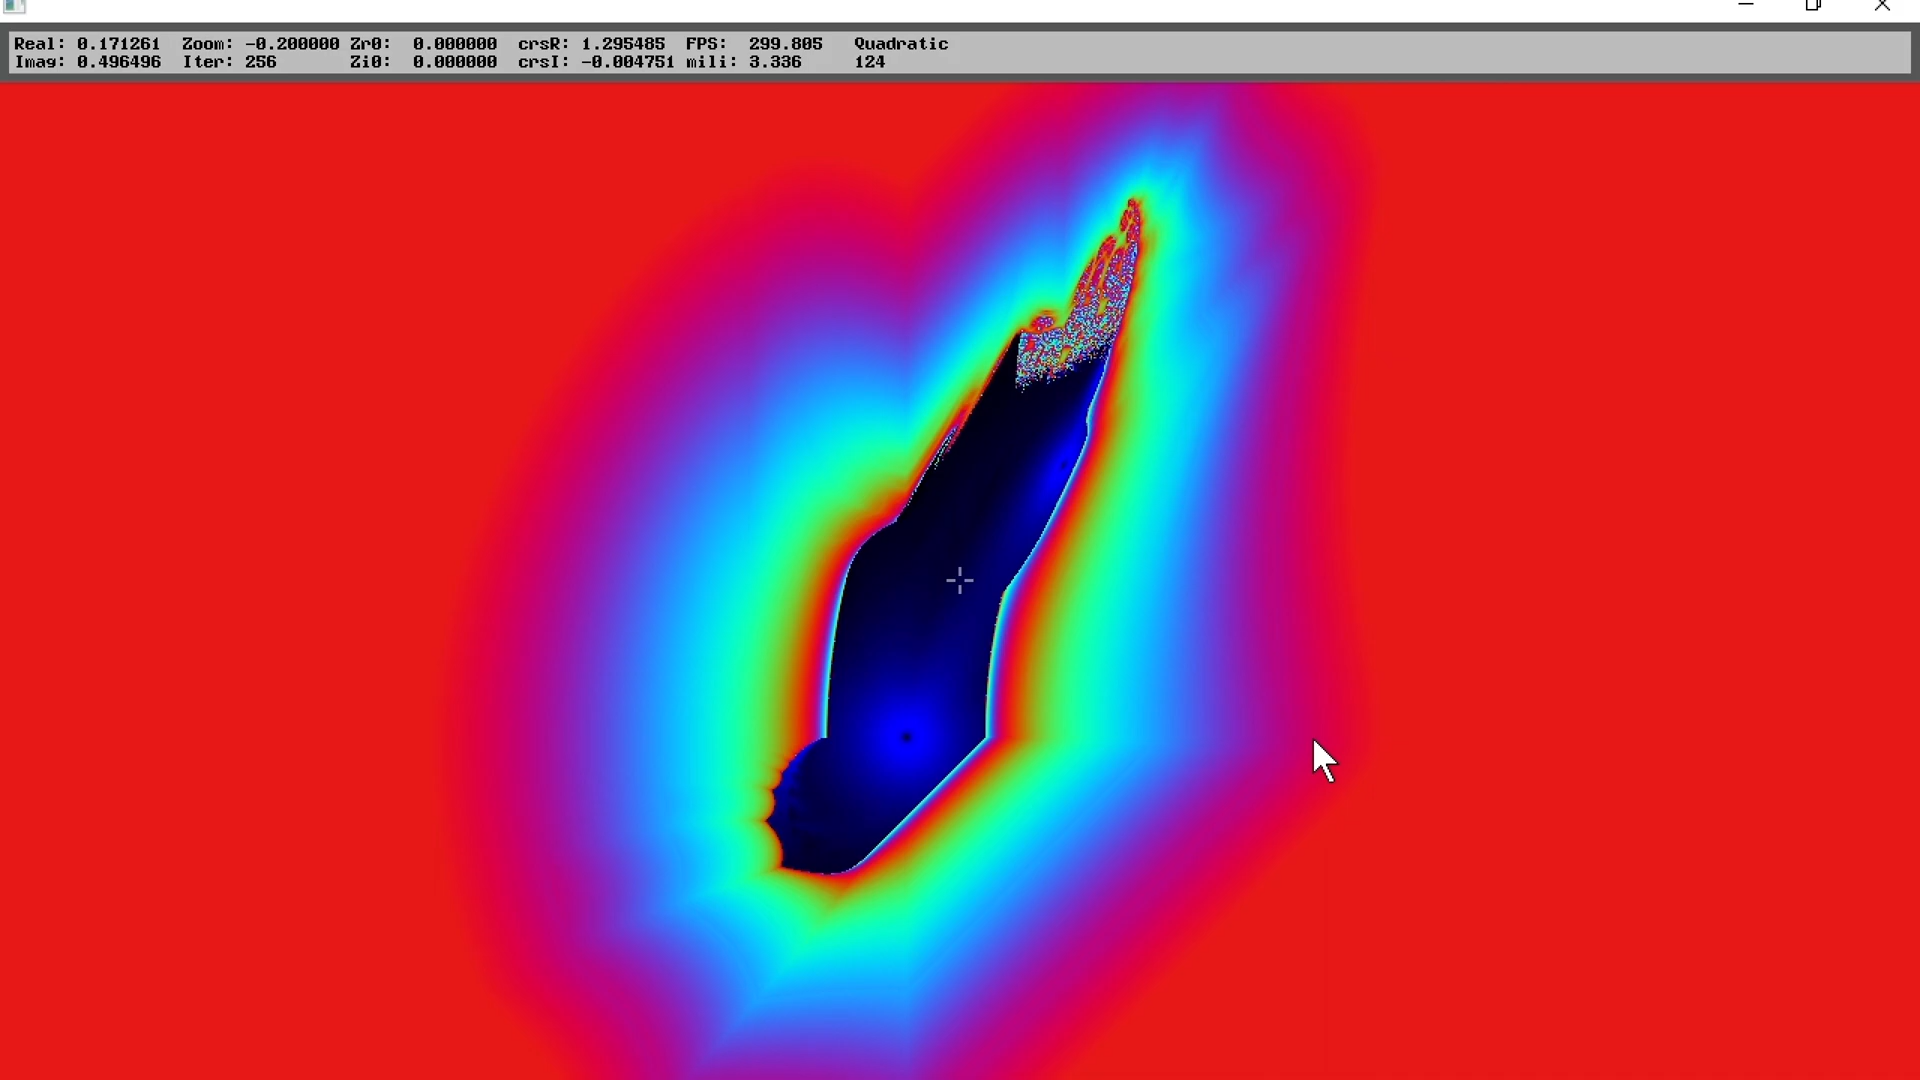 Real: 0.171261 Zoom: -0.200000 Zr0: 0.000000 crsR: 1.295485 FPS: 299.805 Quadratic
Imag: 0.496496 Iter: 256 Zi0: 0.000000 crsI: -0.004751 mili: 3.336 124